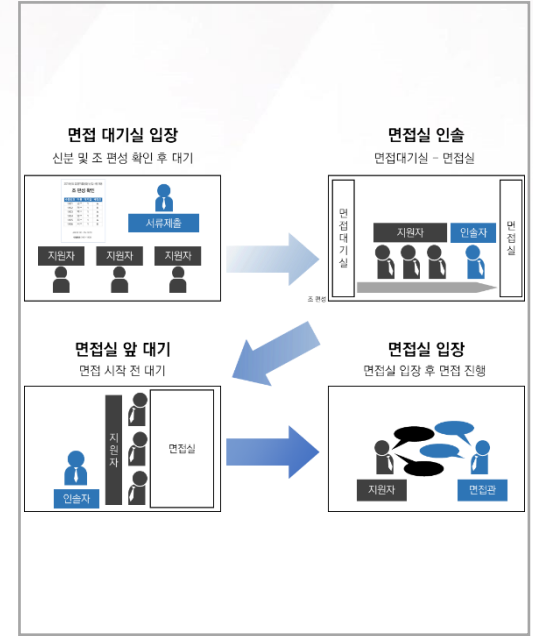 면접 대기실 입장
신분 및 조 편성 확인 후 대기
조 편성 확인
서류제출
지원자
지원자
지원자
면접실 인솔
면접대기실 - 면접실
면접대기실
지원자
인솔자
면접실
조 편성
면접실 앞 대기
면접 시작 전 대기
지원자
면접실
인솔자
면접실 입장
면접실 입장 후 면접 진행
지원자
면접관